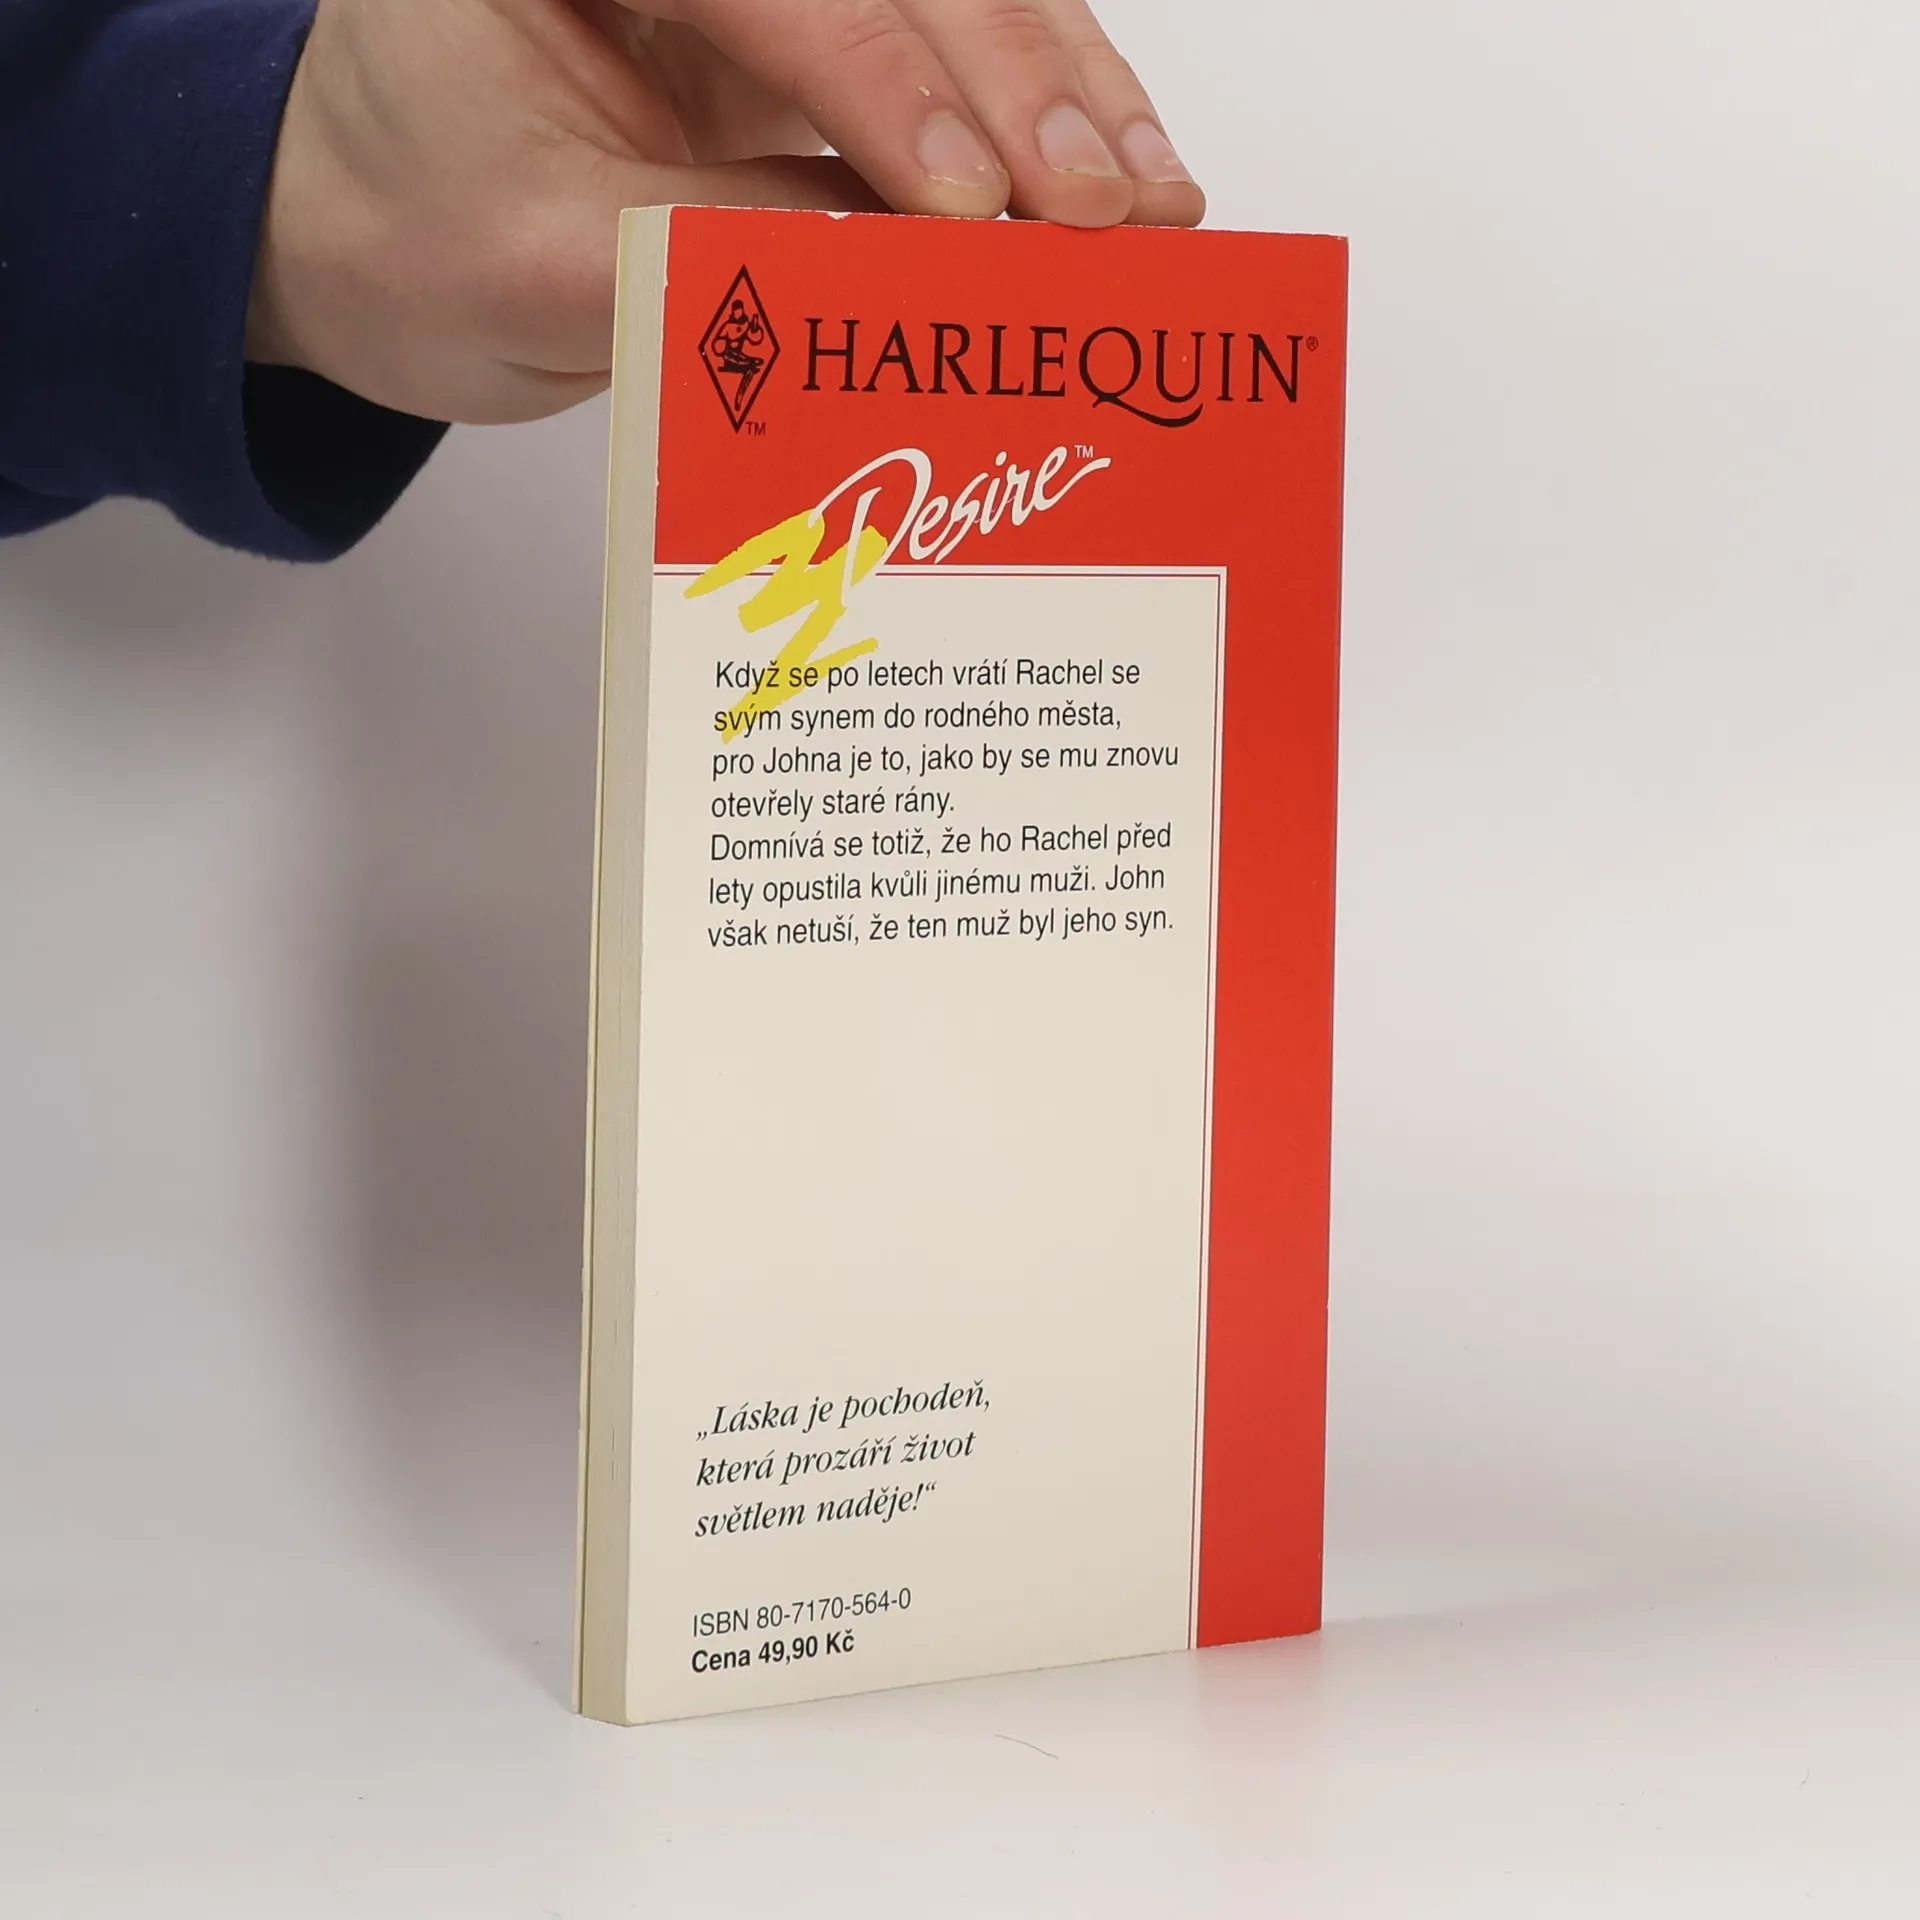 HARLEQUIN®
TM
Desire™
Když se po letech vrátí Rachel se
svým synem do rodného města,
pro Johna je to, jako by se mu znovu
otevřely staré rány.
Domnívá se totiž, že ho Rachel před
lety opustila kvůli jinému muži. John
však netuší, že ten muž byl jeho syn.
„Láska je pochodeň,
která prozáří život
světlem naděje!“
ISBN 80-7170-564-0
Cena 49,90 Kč